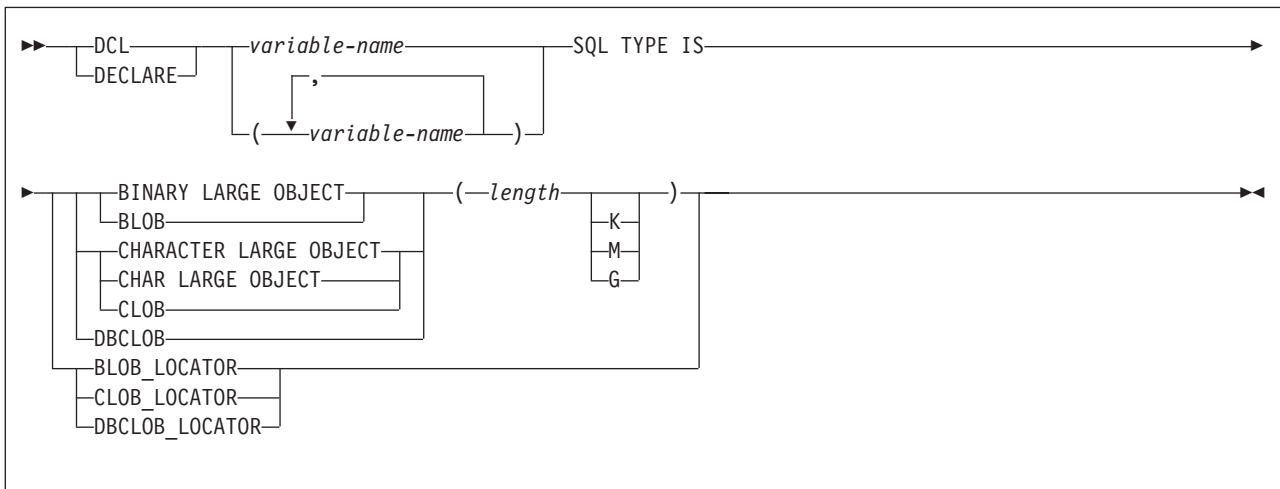 DCL variable-name SQL TYPE IS
DECLARE ,
( variable-name )
BINARY LARGE OBJECT ( length )
BLOB K
CHARACTER LARGE OBJECT M
CHAR LARGE OBJECT G
CLOB
DBCLOB
BLOB_LOCATOR
CLOB_LOCATOR
DBCLOB_LOCATOR